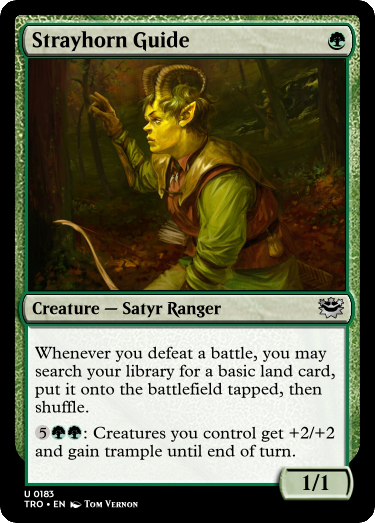 Strayhorn Guide
Creature — Satyr Ranger
Whenever you defeat a battle, you may
search your library for a basic land card,
put it onto the battlefield tapped, then
shuffle.
5: Creatures you control get +2/+2
and gain trample until end of turn.
1/1
U 0183
TRO • EN Tom Vernon